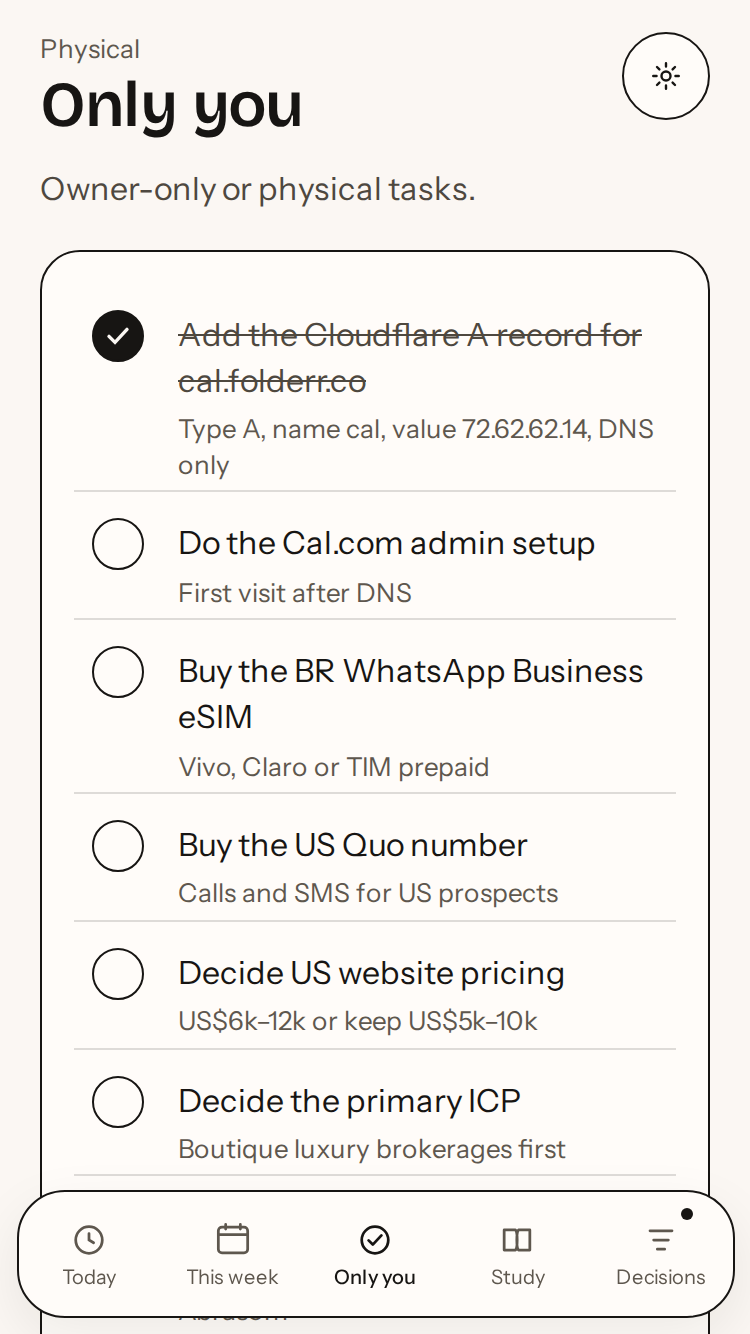 Physical
Only you
Owner-only or physical tasks.
Add the Cloudflare A record for
cal.folderr.co
Type A, name cal, value 72.62.62.14, DNS
only
Do the Cal.com admin setup
First visit after DNS
Buy the BR WhatsApp Business
eSIM
Vivo, Claro or TIM prepaid
Buy the US Quo number
Calls and SMS for US prospects
Decide US website pricing
US$6k–12k or keep US$5k–10k
Decide the primary ICP
Boutique luxury brokerages first
Today
This week
Only you
Study
Decisions